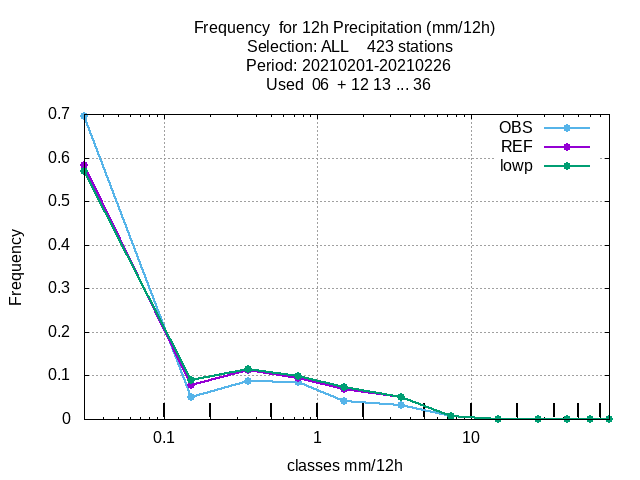 Frequency  for 12h Precipitation (mm/12h)
Selection: ALL    423 stations
Period: 20210201-20210226
Used  06  + 12 13 ... 36
OBS
REF
lowp
0.7
0.6
0.5
0.4
0.3
0.2
0.1
0
Frequency
0.1 1 10
classes mm/12h